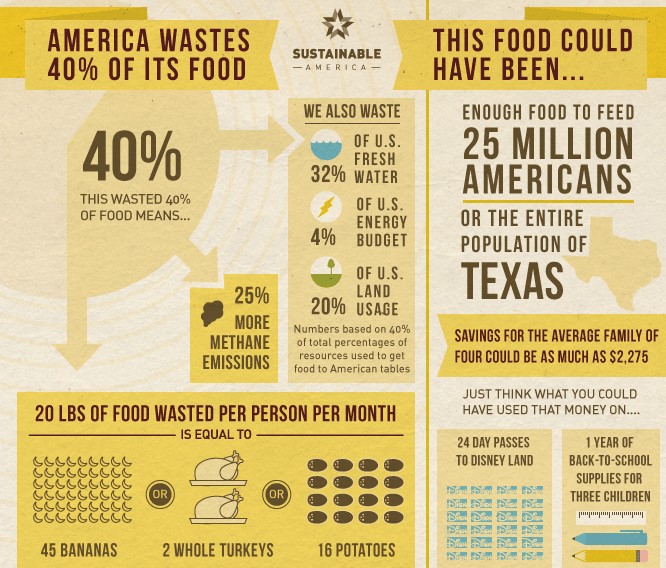 AMERICA WASTES
40% OF ITS FOOD
SUSTAINABLE
AMERICA
THIS FOOD COULD
HAVE BEEN...
40%
THIS WASTED 40%
OF FOOD MEANS...
WE ALSO WASTE
32%
OF U.S.
FRESH
WATER
4%
OF U.S.
ENERGY
BUDGET
20%
OF U.S.
LAND
USAGE
Numbers based on 40%
of total percentages of
resources used to get
food to American tables
25%
MORE
METHANE
EMISSIONS
20 LBS OF FOOD WASTED PER PERSON PER MONTH
IS EQUAL TO
OR
OR
45 BANANAS
2 WHOLE TURKEYS
16 POTATOES
ENOUGH FOOD TO FEED
25 MILLION
AMERICANS
OR THE ENTIRE
POPULATION OF
TEXAS
SAVINGS FOR THE AVERAGE FAMILY OF
FOUR COULD BE AS MUCH AS $2,275
JUST THINK WHAT YOU COULD
HAVE USED THAT MONEY ON....
24 DAY PASSES
TO DISNEY LAND
1 YEAR OF
BACK-TO-SCHOOL
SUPPLIES FOR
THREE CHILDREN